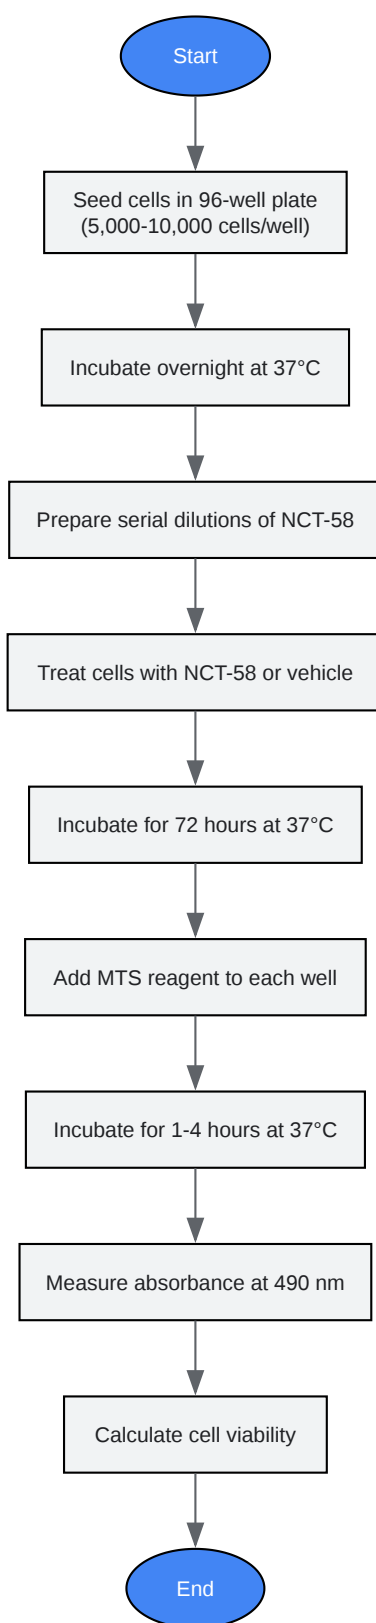 Start
Seed cells in 96-well plate
(5,000-10,000 cells/well)
Incubate overnight at 37°C
Prepare serial dilutions of NCT-58
Treat cells with NCT-58 or vehicle
Incubate for 72 hours at 37°C
Add MTS reagent to each well
Incubate for 1-4 hours at 37°C
Measure absorbance at 490 nm
Calculate cell viability
End